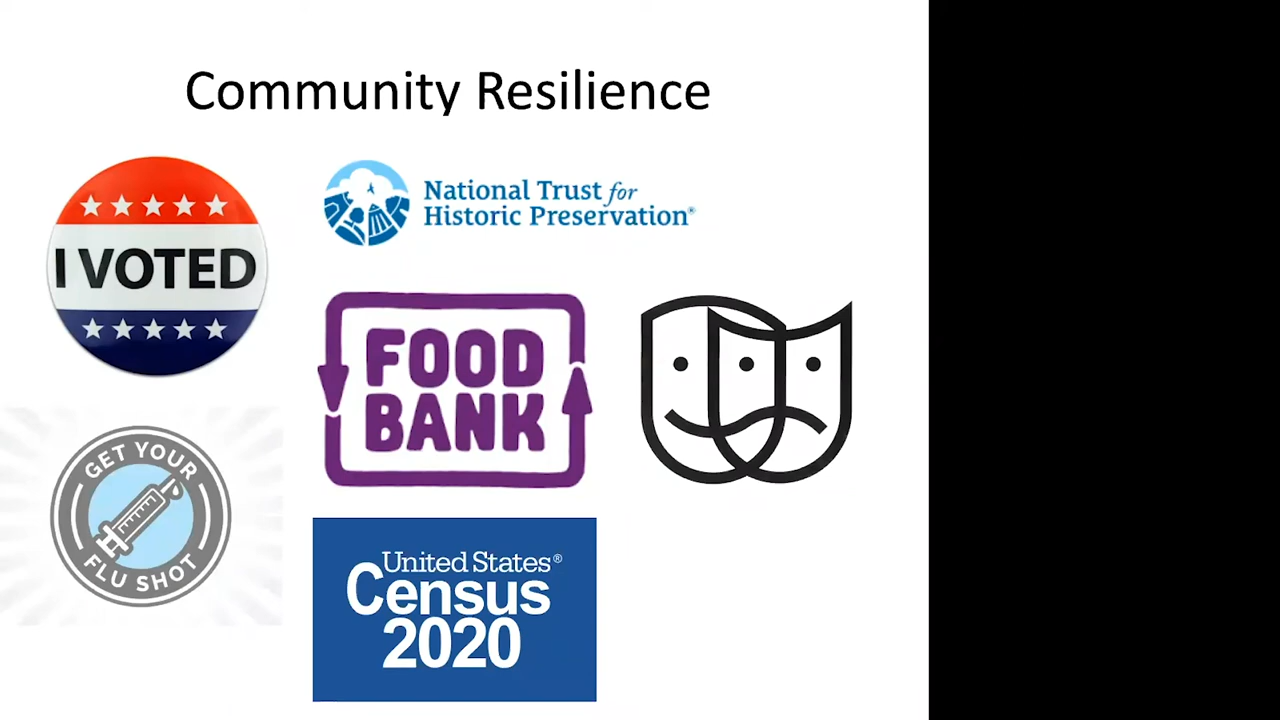 Community Resilience
I VOTED
National Trust for
Historic Preservation®
FOOD
BANK
GET YOUR
FLU SHOT
United States®
Census
2020